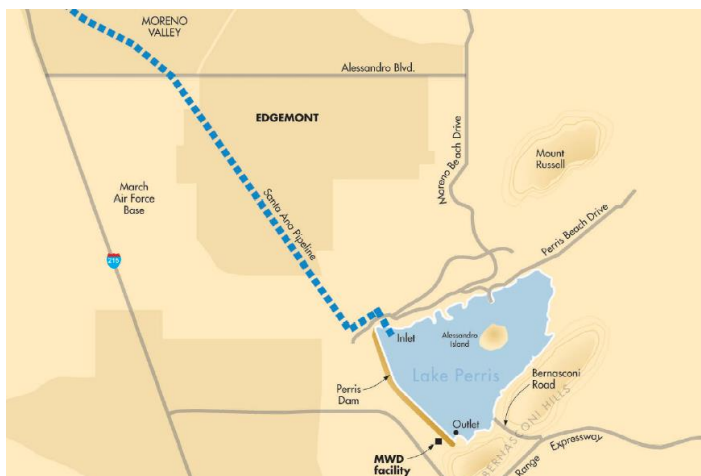 MORENO
VALLEY
Alessandro Blvd.
EDGEMONT
Moreno Beach Drive
Mount
Russell
March
Air Force
Base
Santa Ana Pipeline
Perris Beach Drive
215
Inlet
Alessandro
Island
Lake Perris
Perris
Dam
Bernasconi
Road
Outlet
BERNASCONI HILLS
MWD
facility
Range
Expressway